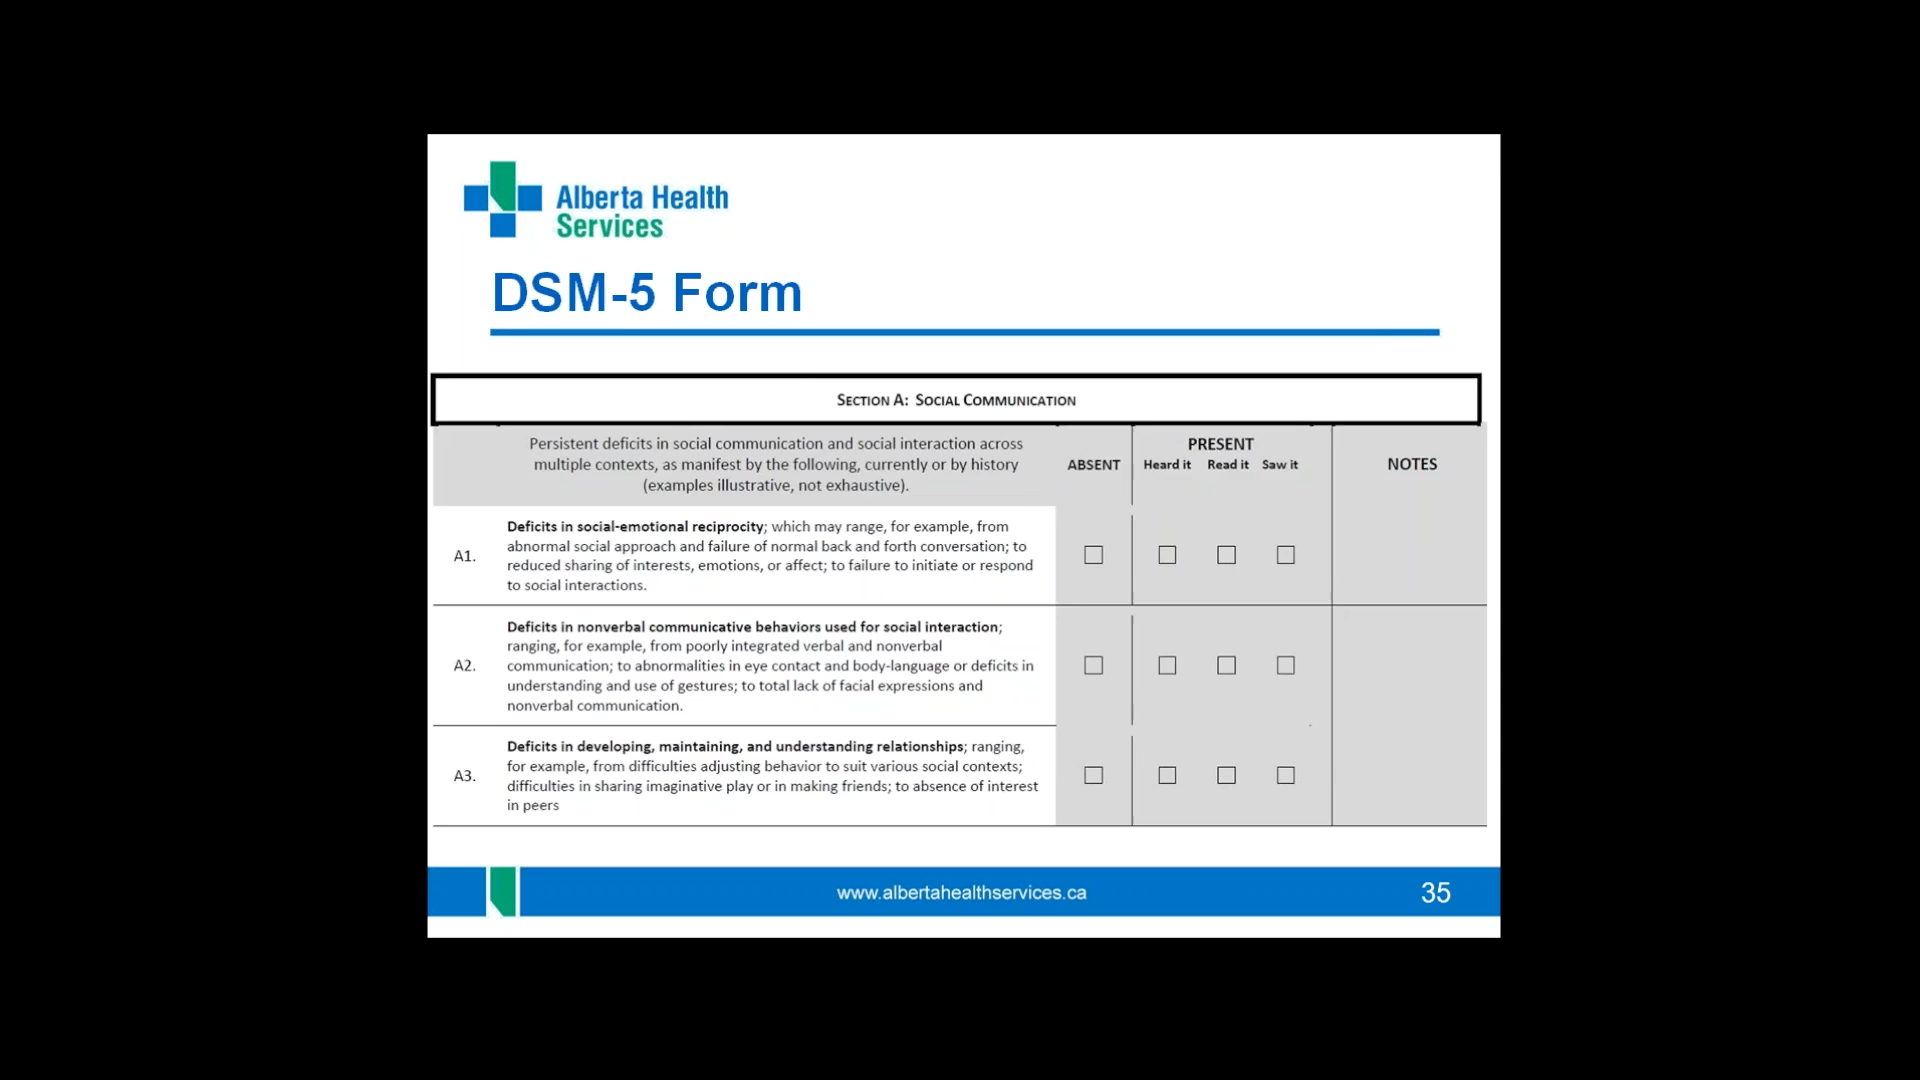 Alberta Health
Services
DSM-5 Form
SECTION A: SOCIAL COMMUNICATION
Persistent deficits in social communication and social interaction across
multiple contexts, as manifest by the following, currently or by history
(examples illustrative, not exhaustive).
ABSENT
PRESENT
Heard it Read it Saw it
NOTES
A1.
Deficits in social-emotional reciprocity; which may range, for example, from
abnormal social approach and failure of normal back and forth conversation; to
reduced sharing of interests, emotions, or affect; to failure to initiate or respond
to social interactions.
A2.
Deficits in nonverbal communicative behaviors used for social interaction;
ranging, for example, from poorly integrated verbal and nonverbal
communication; to abnormalities in eye contact and body-language or deficits in
understanding and use of gestures; to total lack of facial expressions and
nonverbal communication.
A3.
Deficits in developing, maintaining, and understanding relationships; ranging,
for example, from difficulties adjusting behavior to suit various social contexts;
difficulties in sharing imaginative play or in making friends; to absence of interest
in peers
www.albertahealthservices.ca
35